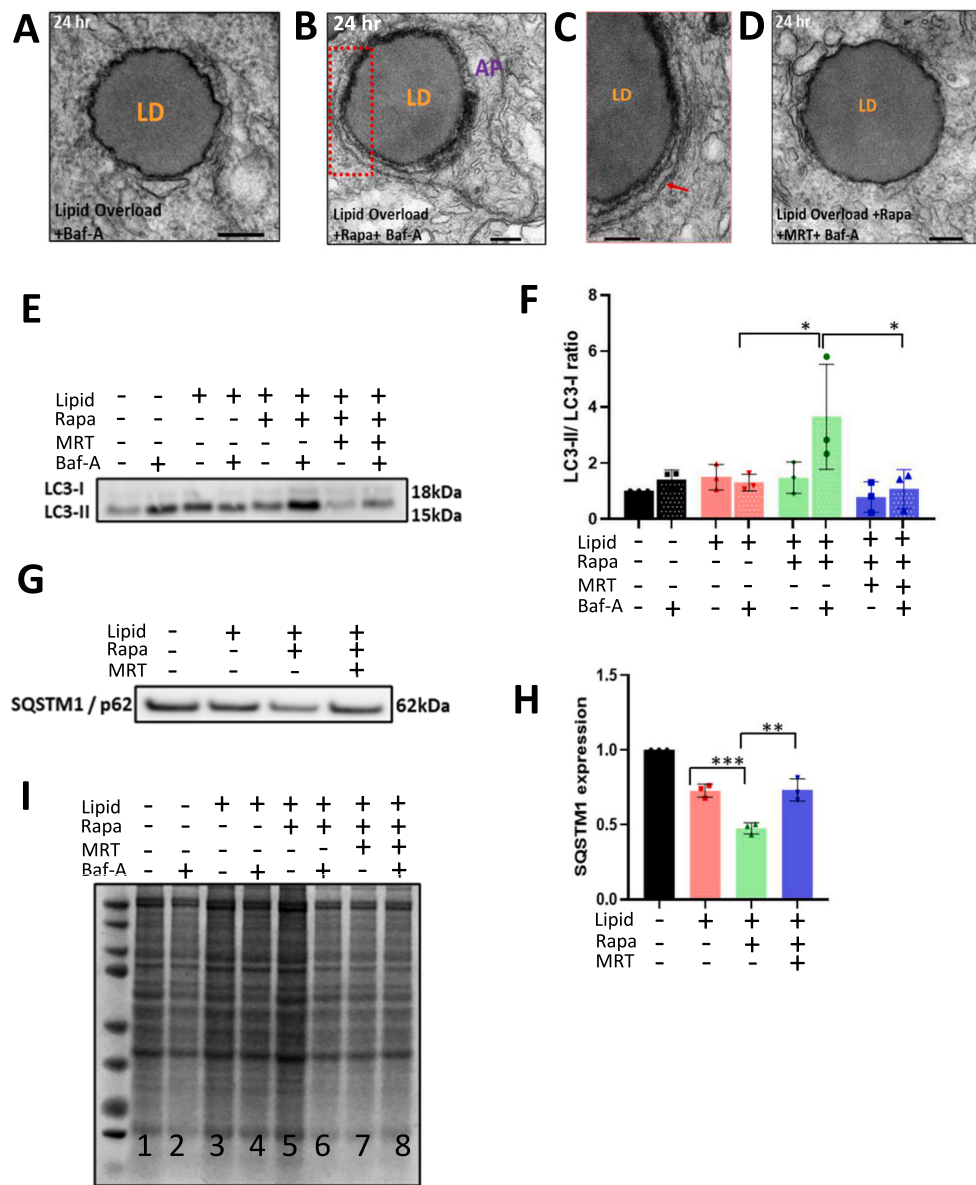 A
24 hr
LD
Lipid Overload
+Baf-A
B
24 hr
AP
LD
Lipid Overload
+Rapa+ Baf-A
C
LD
D
24 hr
LD
Lipid Overload +Rapa
+MRT+ Baf-A
E
Lipid - - + + + + + +
Rapa - - - - + + + +
MRT - - - - - - + +
Baf-A - + - + - + - +
LC3-I 18kDa
LC3-II 15kDa
F
LC3-II/ LC3-I ratio
8
6
4
2
0
* *
Lipid - - + + + + + +
Rapa - - - - + + + +
MRT - - - - - - + +
Baf-A - + - + - + - +
G
Lipid - + + +
Rapa - - + +
MRT - - - +
SQSTM1 / p62 62kDa
H
SQSTM1 expression
1.5
1.0
0.5
0.0
*** **
Lipid - + + +
Rapa - - + +
MRT - - - +
I
Lipid - - + + + + + +
Rapa - - - - + + + +
MRT - - - - - - + +
Baf-A - + - + - + - +
1 2 3 4 5 6 7 8